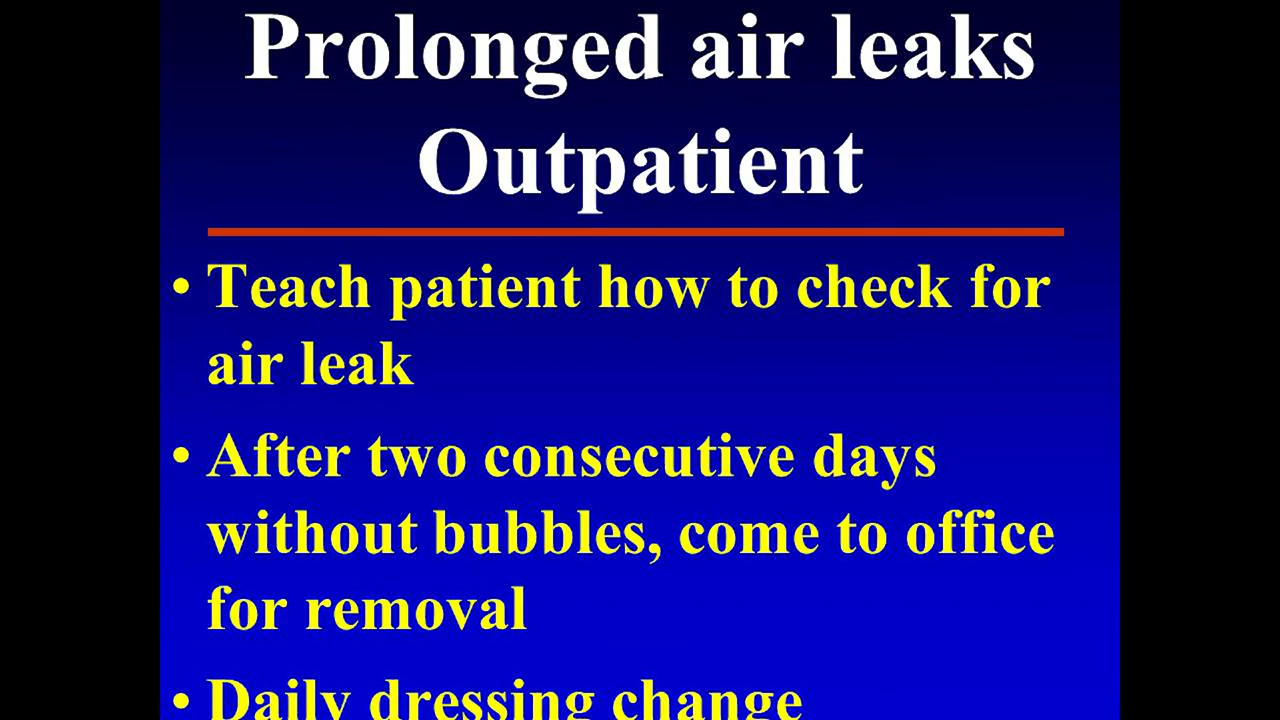 Prolonged air leaks
Outpatient
• Teach patient how to check for
air leak
• After two consecutive days
without bubbles, come to office
for removal
• Daily dressing change